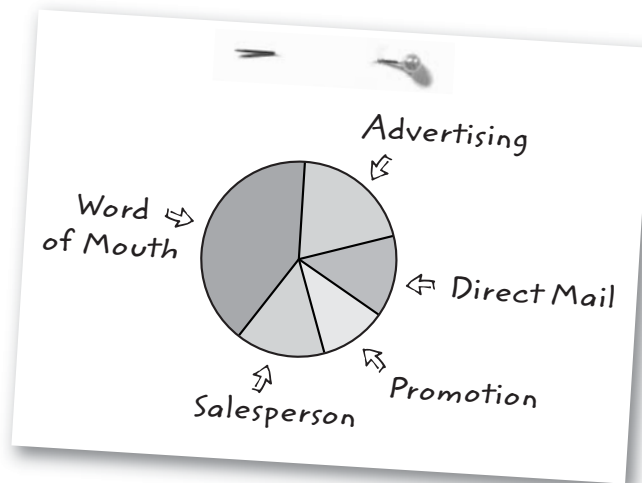 Advertising
Word
of Mouth
Direct Mail
Promotion
Salesperson